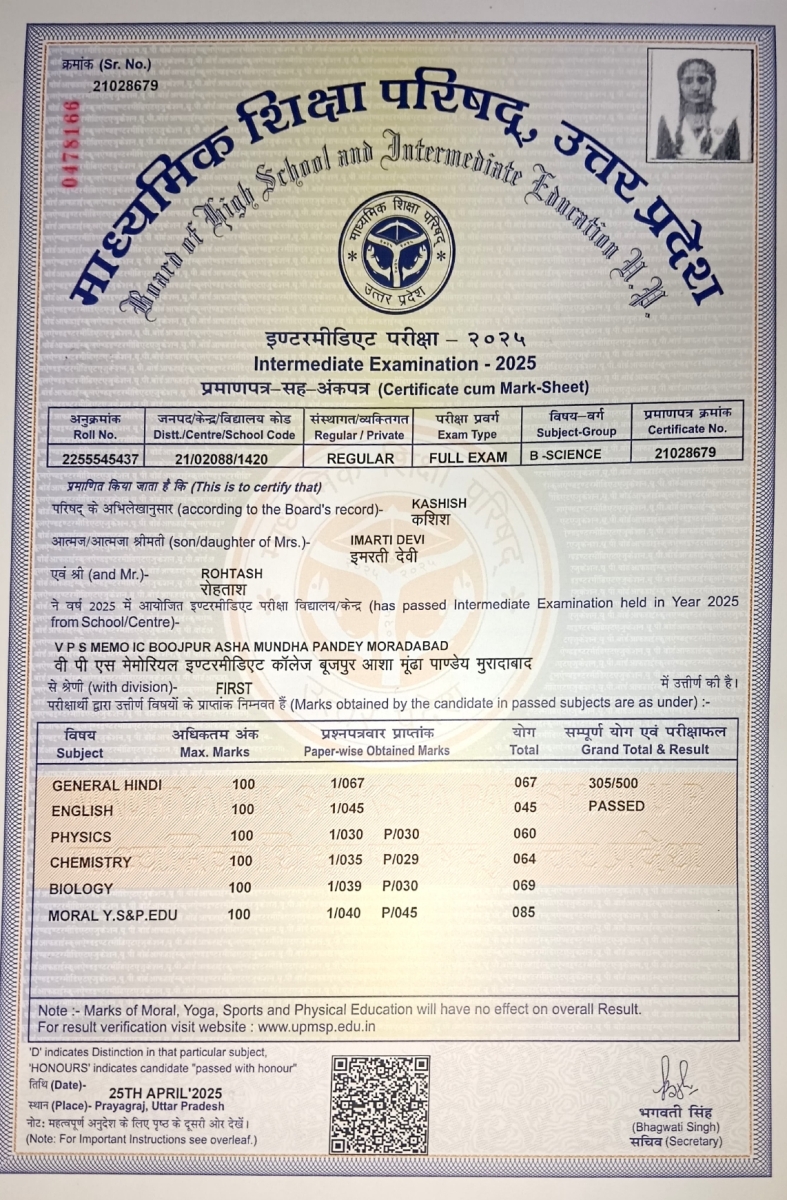 क्रमांक (Sr. No.)
21028679
0478166
माध्यमिक शिक्षा परिषद्, उत्तर प्रदेश
Board of High School and Intermediate Education U.P.
माध्यमिक शिक्षा परिषद्
उत्तर प्रदेश
इण्टरमीडिएट परीक्षा – २०२५
Intermediate Examination - 2025
प्रमाणपत्र–सह–अंकपत्र (Certificate cum Mark-Sheet)
अनुक्रमांक जनपद/केन्द्र/विद्यालय कोड संस्थागत/व्यक्तिगत परीक्षा प्रवर्ग विषय–वर्ग प्रमाणपत्र क्रमांक
Roll No. Distt./Centre/School Code Regular / Private Exam Type Subject-Group Certificate No.
2255545437 21/02088/1420 REGULAR FULL EXAM B -SCIENCE 21028679
प्रमाणित किया जाता है कि (This is to certify that)
परिषद् के अभिलेखानुसार (according to the Board's record)- KASHISH
कशिश
आत्मज/आत्मजा श्रीमती (son/daughter of Mrs.)- IMARTI DEVI
इमरती देवी
एवं श्री (and Mr.)- ROHTASH
रोहताश
ने वर्ष 2025 में आयोजित इण्टरमीडिएट परीक्षा विद्यालय/केन्द्र (has passed Intermediate Examination held in Year 2025
from School/Centre)-
V P S MEMO IC BOOJPUR ASHA MUNDHA PANDEY MORADABAD
वी पी एस मेमोरियल इण्टरमीडिएट कॉलेज बूजपुर आशा मूंढा पाण्डेय मुरादाबाद
से श्रेणी (with division)- FIRST में उत्तीर्ण की है।
परीक्षार्थी द्वारा उत्तीर्ण विषयों के प्राप्तांक निम्नवत हैं (Marks obtained by the candidate in passed subjects are as under) :-
विषय अधिकतम अंक प्रश्नपत्रवार प्राप्तांक योग सम्पूर्ण योग एवं परीक्षाफल
Subject Max. Marks Paper-wise Obtained Marks Total Grand Total & Result
GENERAL HINDI 100 1/067 067 305/500
ENGLISH 100 1/045 045 PASSED
PHYSICS 100 1/030 P/030 060
CHEMISTRY 100 1/035 P/029 064
BIOLOGY 100 1/039 P/030 069
MORAL Y.S&P.EDU 100 1/040 P/045 085
Note :- Marks of Moral, Yoga, Sports and Physical Education will have no effect on overall Result.
For result verification visit website : www.upmsp.edu.in
'D' indicates Distinction in that particular subject,
'HONOURS' indicates candidate "passed with honour"
तिथि (Date)-
25TH APRIL'2025
स्थान (Place)- Prayagraj, Uttar Pradesh
नोट: महत्वपूर्ण अनुदेश के लिए पृष्ठ के दूसरी ओर देखें।
(Note: For Important Instructions see overleaf.)
भगवती सिंह
(Bhagwati Singh)
सचिव (Secretary)